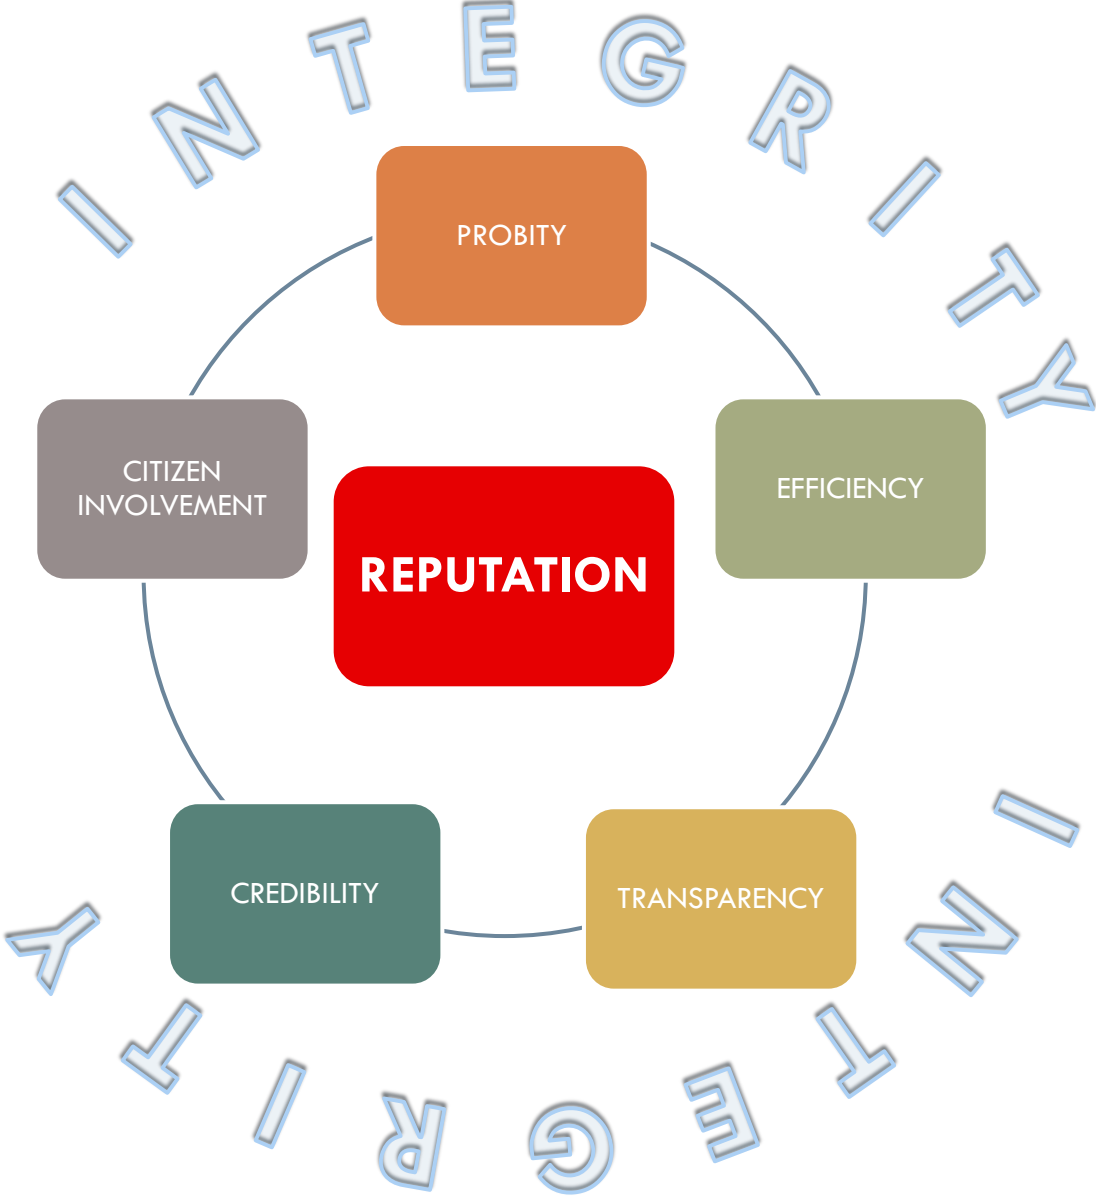 INTEGRITY
PROBITY
CITIZEN
INVOLVEMENT
EFFICIENCY
REPUTATION
CREDIBILITY
TRANSPARENCY
INTEGRITY